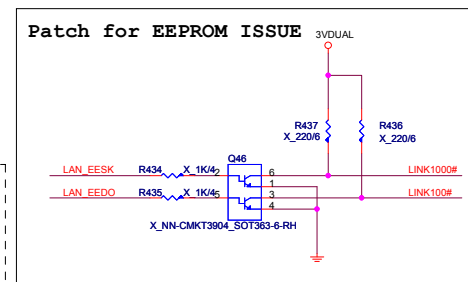 Patch for EEPROM ISSUE
3VDUAL
R437
X_220/6
R436
X_220/6
Q46
LAN_EESK R434 X_1K/4 2 6 LINK1000#
1
LAN_EEDO R435 X_1K/4 5 3 LINK100#
4
X_NN-CMKT3904_SOT363-6-RH